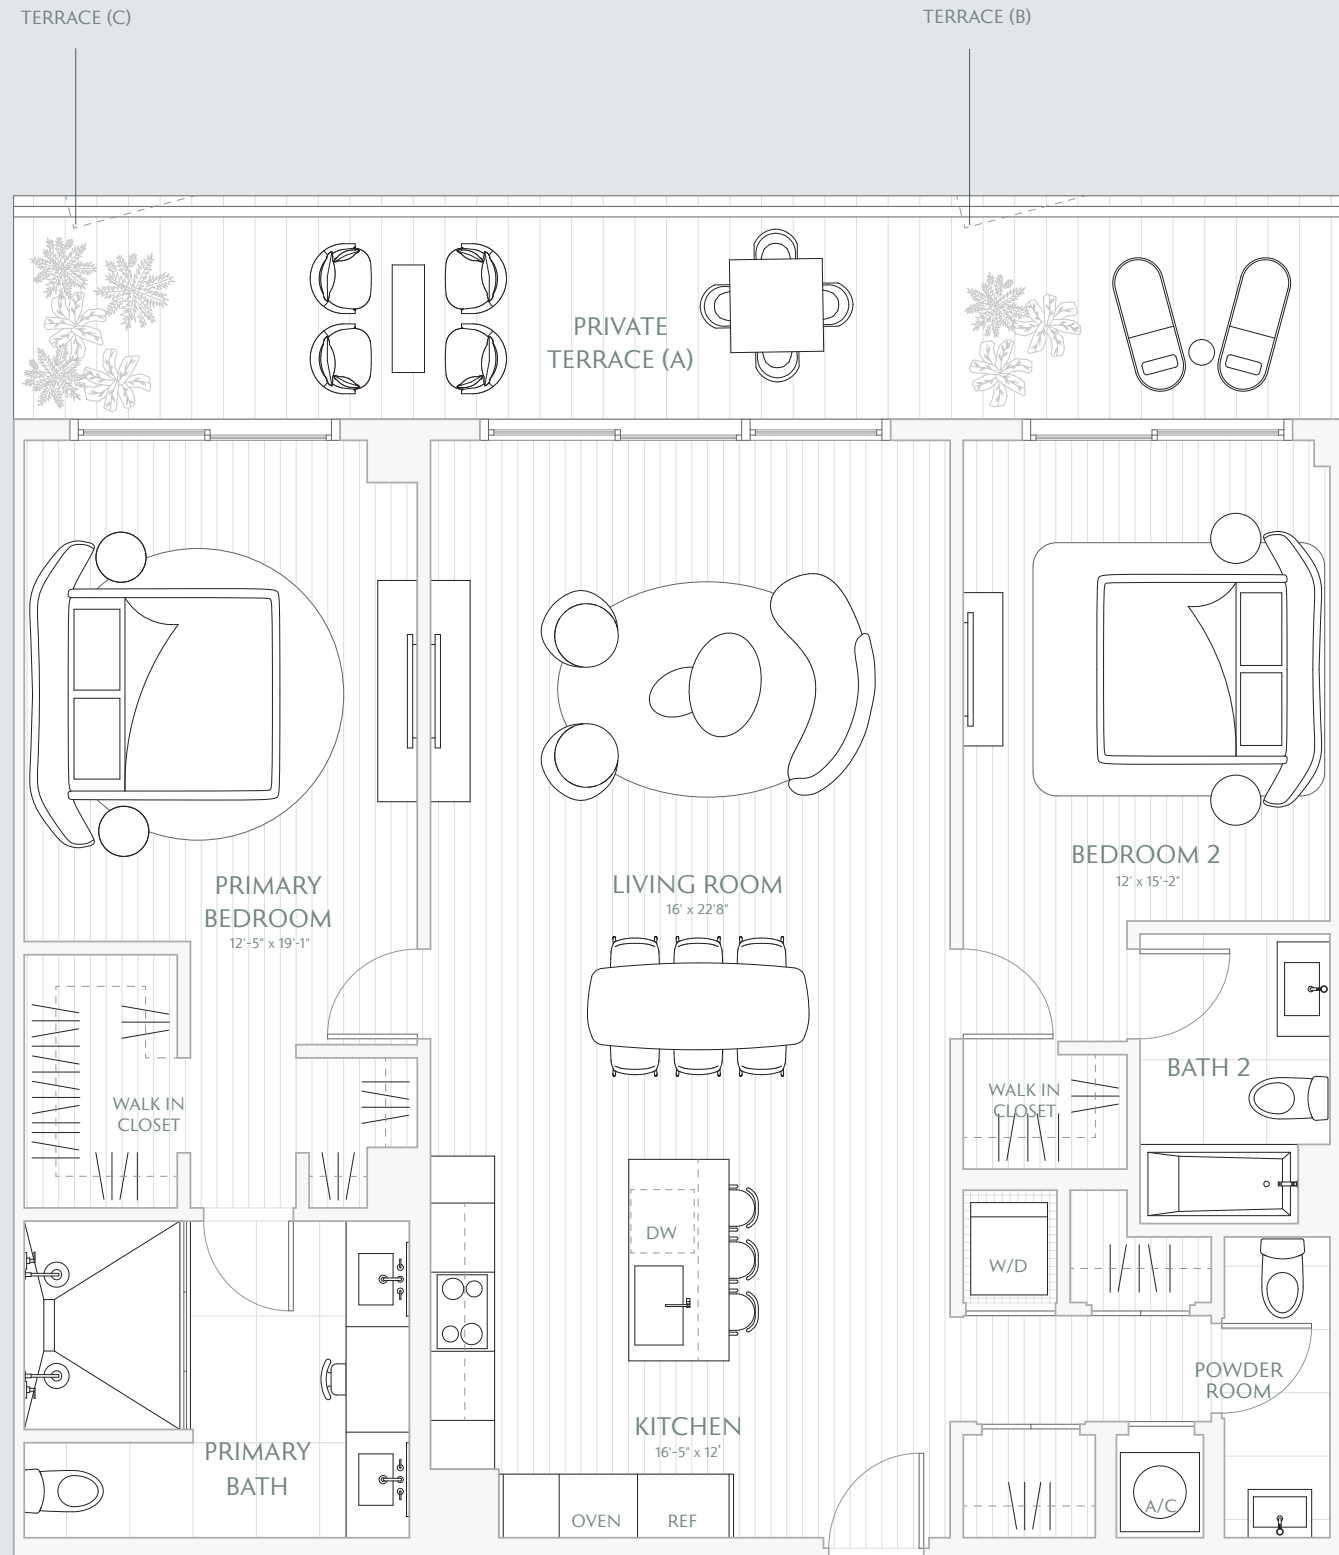 TERRACE (C)
TERRACE (B)
PRIVATE
TERRACE (A)
PRIMARY
BEDROOM
12'-5" x 19'-1"
LIVING ROOM
16' x 22'8"
BEDROOM 2
12' x 15'-2"
WALK IN
CLOSET
WALK IN
CLOSET
BATH 2
DW
W/D
POWDER
ROOM
KITCHEN
16'-5" x 12'
PRIMARY
BATH
OVEN
REF
A/C